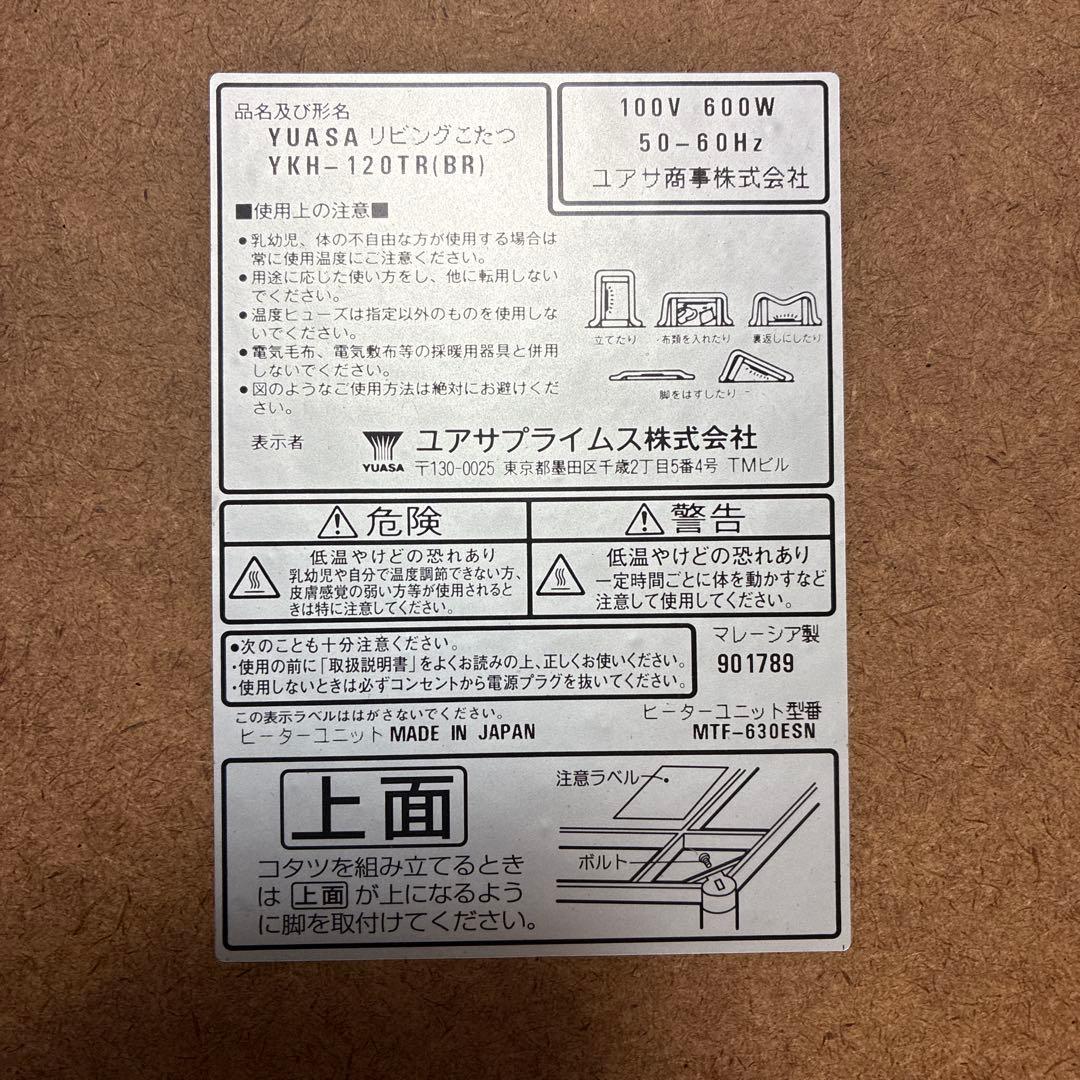 品名及び形名
YUASA リビングこたつ
YKH-120TR(BR)
100V 600W
50-60Hz
ユアサ商事株式会社
■使用上の注意■
●乳幼児、体の不自由な方が使用する場合は
常に使用温度にご注意ください。
●用途に応じた使い方をし、他に転用しない
でください。
●温度ヒューズは指定以外のものを使用しな
いでください。
●電気毛布、電気敷布等の採暖用器具と併用
しないでください。
●図のようなご使用方法は絶対にお避けくだ
さい。
立てたり
布類を入れたり
裏返しにしたり
脚をはずしたり
表示者
YUASA
ユアサプライムス株式会社
〒130-0025 東京都墨田区千歳2丁目5番4号 TMビル
危険
低温やけどの恐れあり
乳幼児や自分で温度調節できない方、
皮膚感覚の弱い方等が使用されると
きは特に注意してください。
警告
低温やけどの恐れあり
一定時間ごとに体を動かすなど
注意して使用してください。
●次のことも十分注意ください。
・使用の前に「取扱説明書」をよくお読みの上、正しくお使いください。
・使用しないときは必ずコンセントから電源プラグを抜いてください。
マレーシア製
901789
この表示ラベルははがさないでください。
ヒーターユニット MADE IN JAPAN
ヒーターユニット型番
MTF-630ESN
上面
コタツを組み立てるとき
は 上面 が上になるよう
に脚を取付けてください。
注意ラベル
ボルト